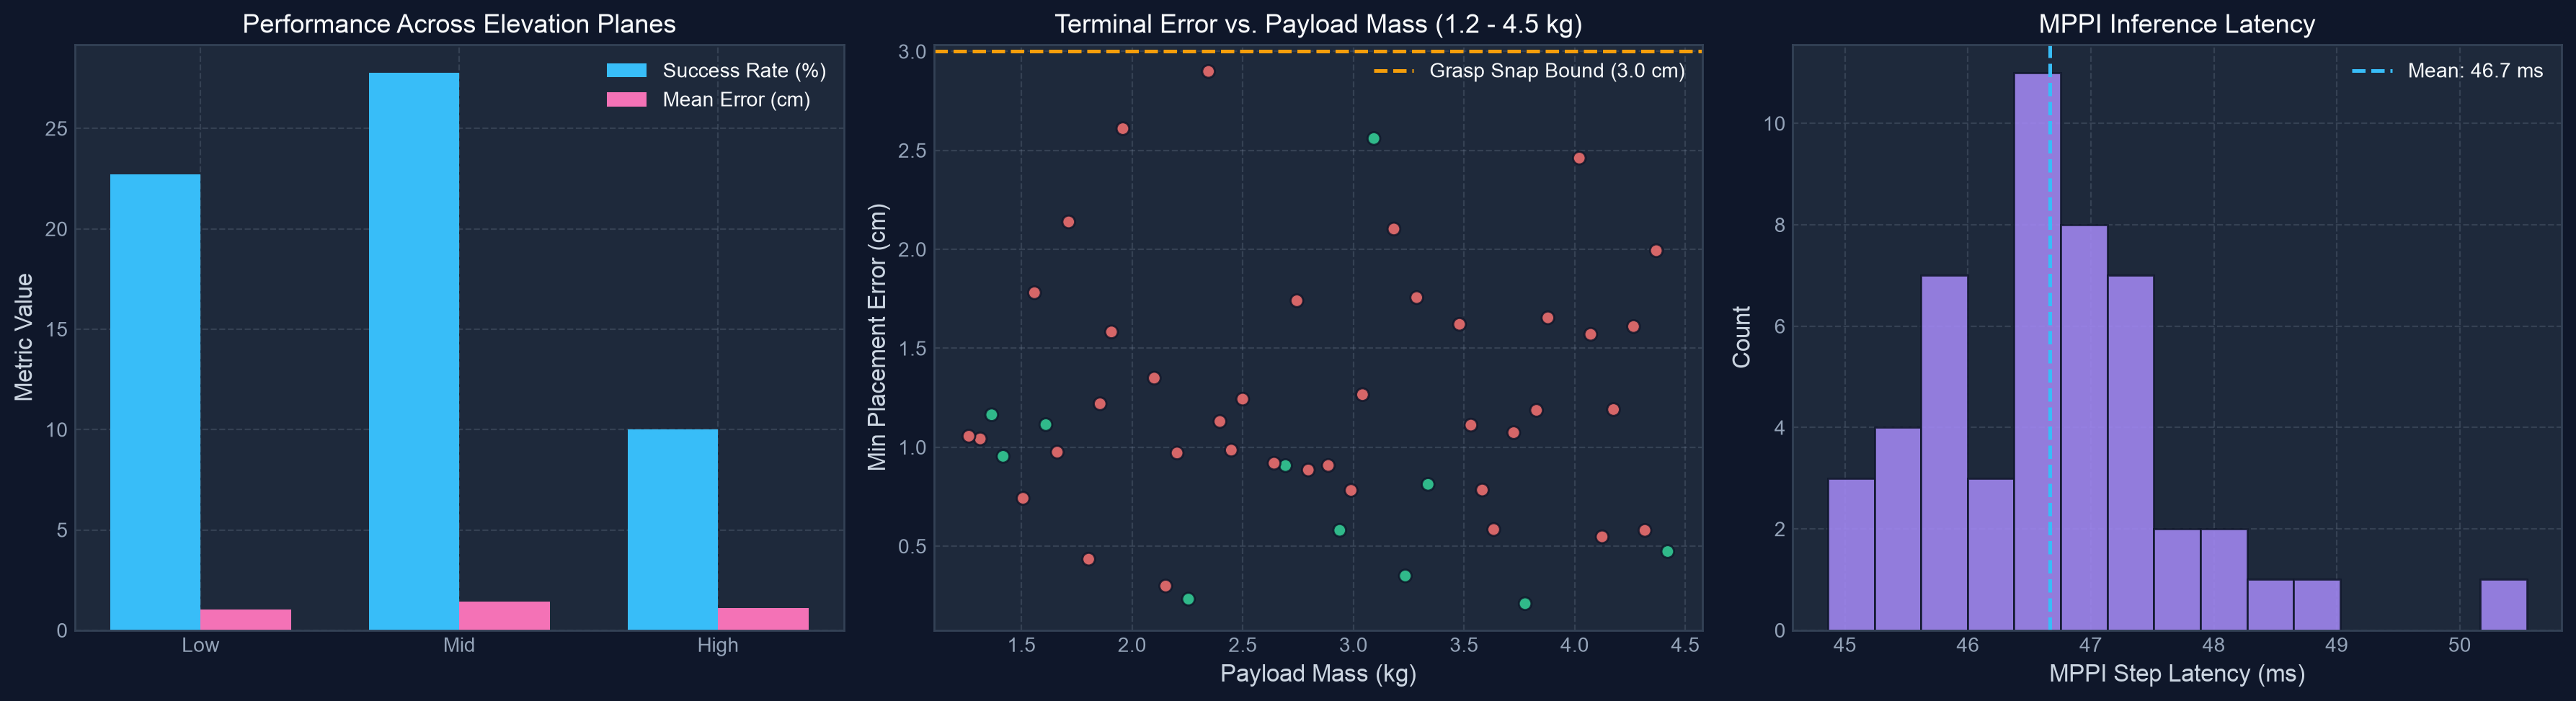 Performance Across Elevation Planes
Success Rate (%)
Mean Error (cm)
Metric Value
25
20
15
10
5
0
Low
Mid
High
Terminal Error vs. Payload Mass (1.2 - 4.5 kg)
Grasp Snap Bound (3.0 cm)
Min Placement Error (cm)
3.0
2.5
2.0
1.5
1.0
0.5
1.5
2.0
2.5
3.0
3.5
4.0
4.5
Payload Mass (kg)
MPPI Inference Latency
Mean: 46.7 ms
Count
10
8
6
4
2
0
45
46
47
48
49
50
MPPI Step Latency (ms)